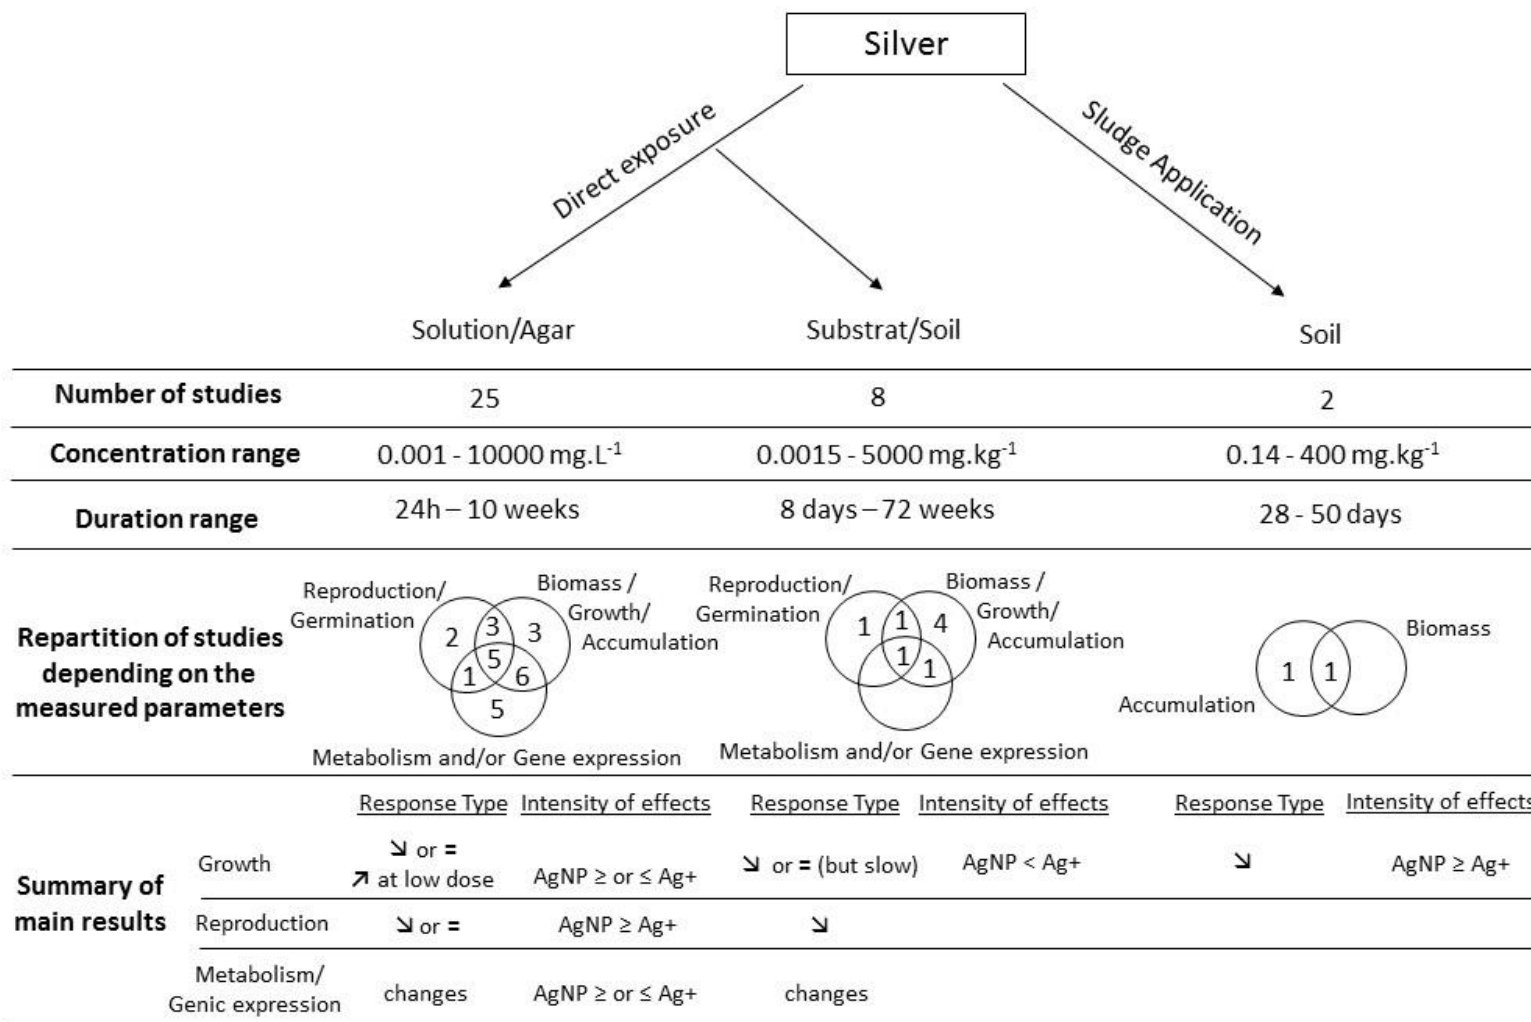 Silver
Direct exposure
Sludge Application
Solution/Agar
Substrat/Soil
Soil
Number of studies
25
8
2
Concentration range
0.001 - 10000 mg.L⁻¹
0.0015 - 5000 mg.kg⁻¹
0.14 - 400 mg.kg⁻¹
Duration range
24h – 10 weeks
8 days – 72 weeks
28 - 50 days
Repartition of studies
depending on the
measured parameters
Reproduction/
Germination
Biomass /
Growth/
Accumulation
2
3
3
5
1
6
5
Metabolism and/or Gene expression
Reproduction/
Germination
Biomass /
Growth/
Accumulation
1
1
4
1
1
Metabolism and/or Gene expression
Biomass
1
1
Accumulation
Summary of
main results
Response Type
Intensity of effects
Response Type
Intensity of effects
Response Type
Intensity of effects
Growth
↘ or =
↗ at low dose
AgNP ≥ or ≤ Ag+
↘ or = (but slow)
AgNP < Ag+
↘
AgNP ≥ Ag+
Reproduction
↘ or =
AgNP ≥ Ag+
↘
Metabolism/
Genic expression
changes
AgNP ≥ or ≤ Ag+
changes